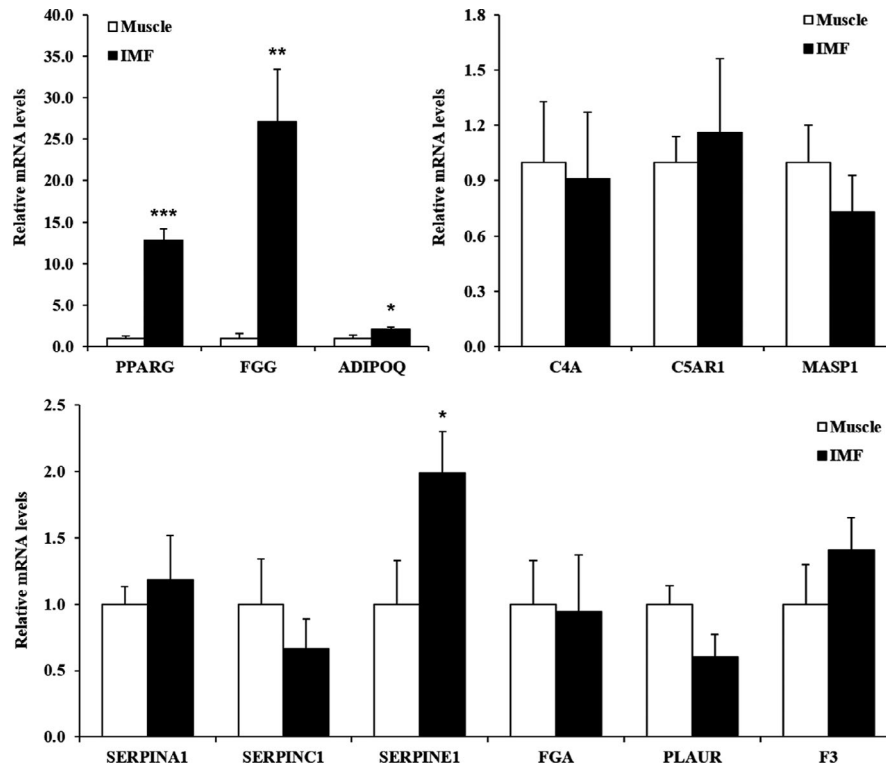 Relative mRNA levels
40.0
35.0
30.0
25.0
20.0
15.0
10.0
5.0
0.0
Muscle
IMF
***
**
*
PPARG FGG ADIPOQ
Relative mRNA levels
1.8
1.5
1.2
0.9
0.6
0.3
0.0
Muscle
IMF
C4A C5AR1 MASP1
Relative mRNA levels
2.5
2.0
1.5
1.0
0.5
0.0
*
Muscle
IMF
SERPINA1 SERPINC1 SERPINE1 FGA PLAUR F3